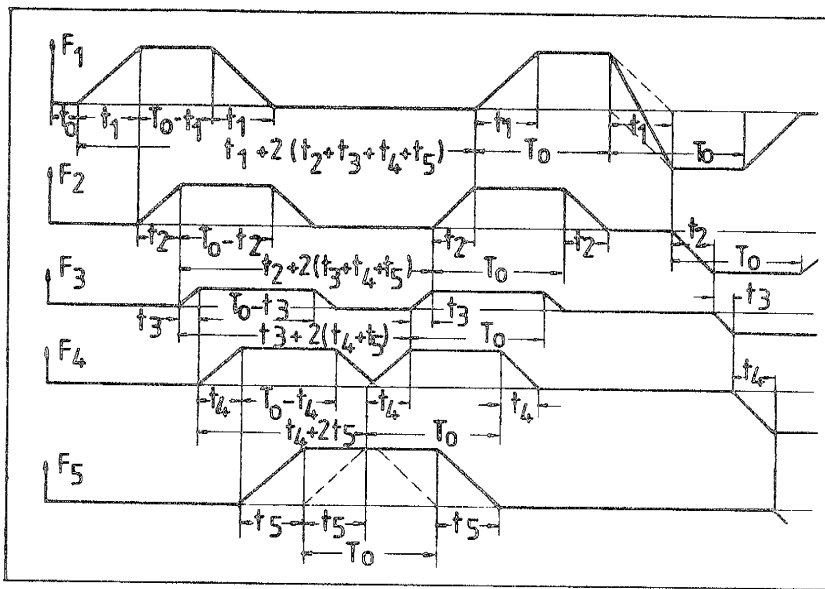 F1
t0 t1 T0-t1 t1 t1 t1
t1+2(t2+t3+t4+t5) T0 T0
F2
t2 T0-t2 t2 t2 t2
t2+2(t3+t4+t5) T0 T0
F3
t3 T0-t3 t3 t3
t3+2(t4+t5) T0
F4
t4 T0-t4 t4 t4 t4
t4+2t5 T0
F5
t5 t5 t5
T0